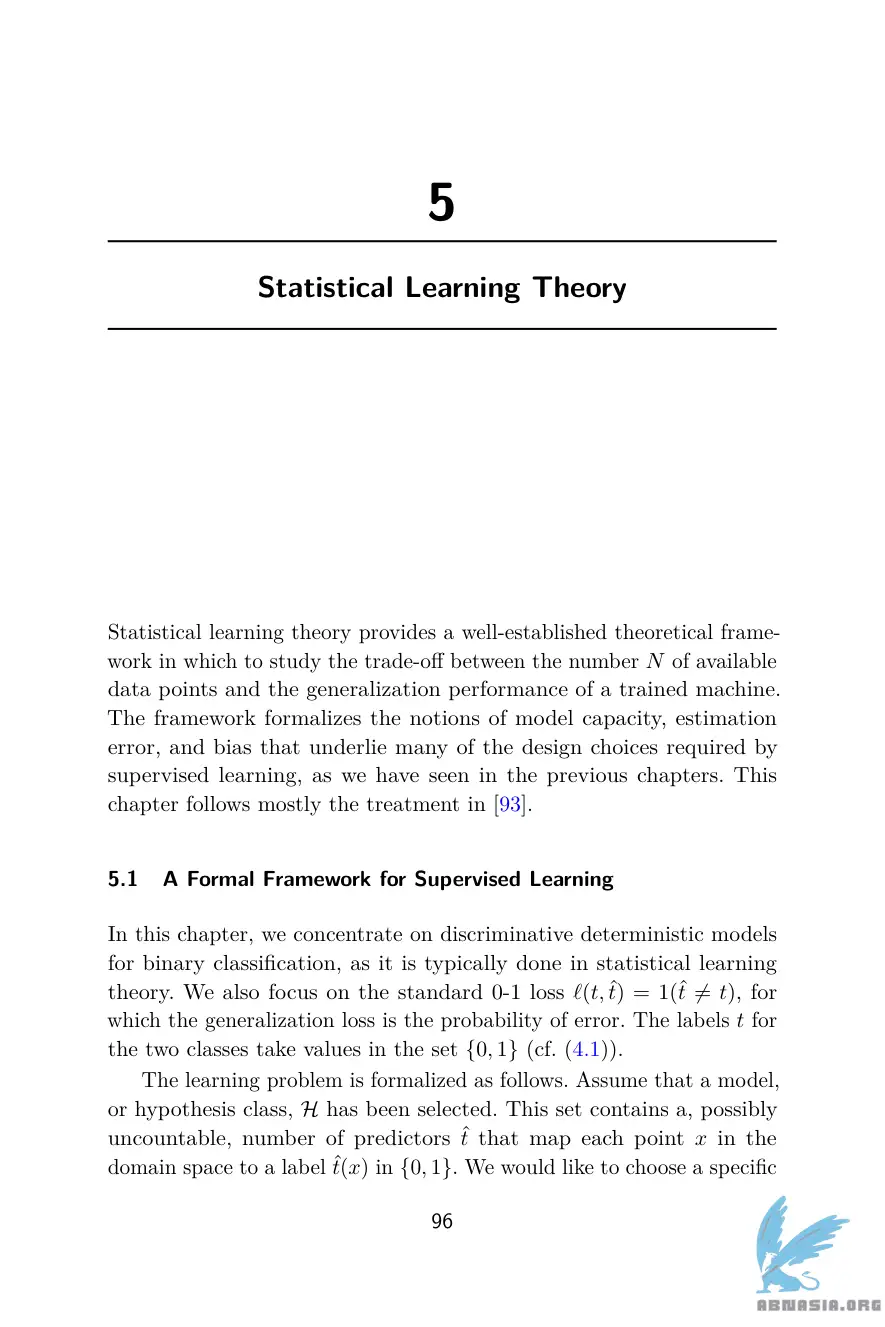 5
Statistical Learning Theory
Statistical learning theory provides a well-established theoretical frame-
work in which to study the trade-off between the number N of available
data points and the generalization performance of a trained machine.
The framework formalizes the notions of model capacity, estimation
error, and bias that underlie many of the design choices required by
supervised learning, as we have seen in the previous chapters. This
chapter follows mostly the treatment in [93].
5.1 A Formal Framework for Supervised Learning
In this chapter, we concentrate on discriminative deterministic models
for binary classification, as it is typically done in statistical learning
theory. We also focus on the standard 0-1 loss ℓ(t, t̂) = 1(t̂ ≠ t), for
which the generalization loss is the probability of error. The labels t for
the two classes take values in the set {0, 1} (cf. (4.1)).
The learning problem is formalized as follows. Assume that a model,
or hypothesis class, ℋ has been selected. This set contains a, possibly
uncountable, number of predictors t̂ that map each point x in the
domain space to a label t̂(x) in {0, 1}. We would like to choose a specific
96
ABNASIA.ORG